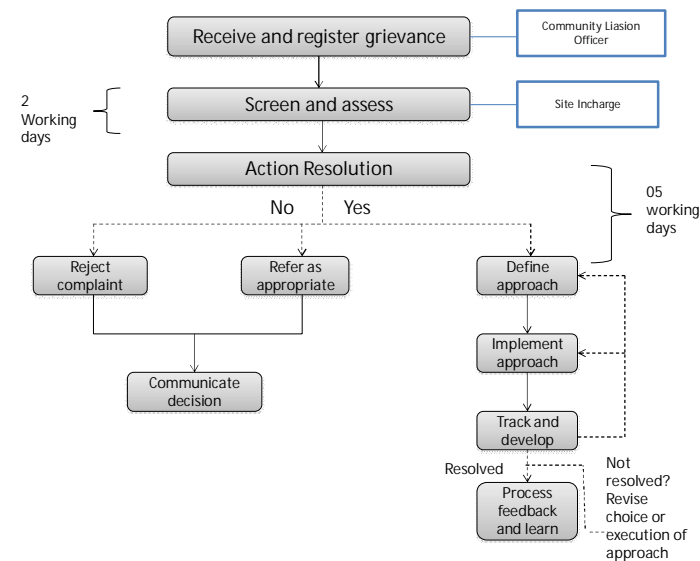 Receive and register grievance
Community Liasion
Officer
2
Working
days
Screen and assess
Site Incharge
Action Resolution
05
working
days
No
Yes
Reject
complaint
Refer as
appropriate
Define
approach
Implement
approach
Communicate
decision
Track and
develop
Resolved
Not
resolved?
Revise
choice or
execution of
approach
Process
feedback
and learn